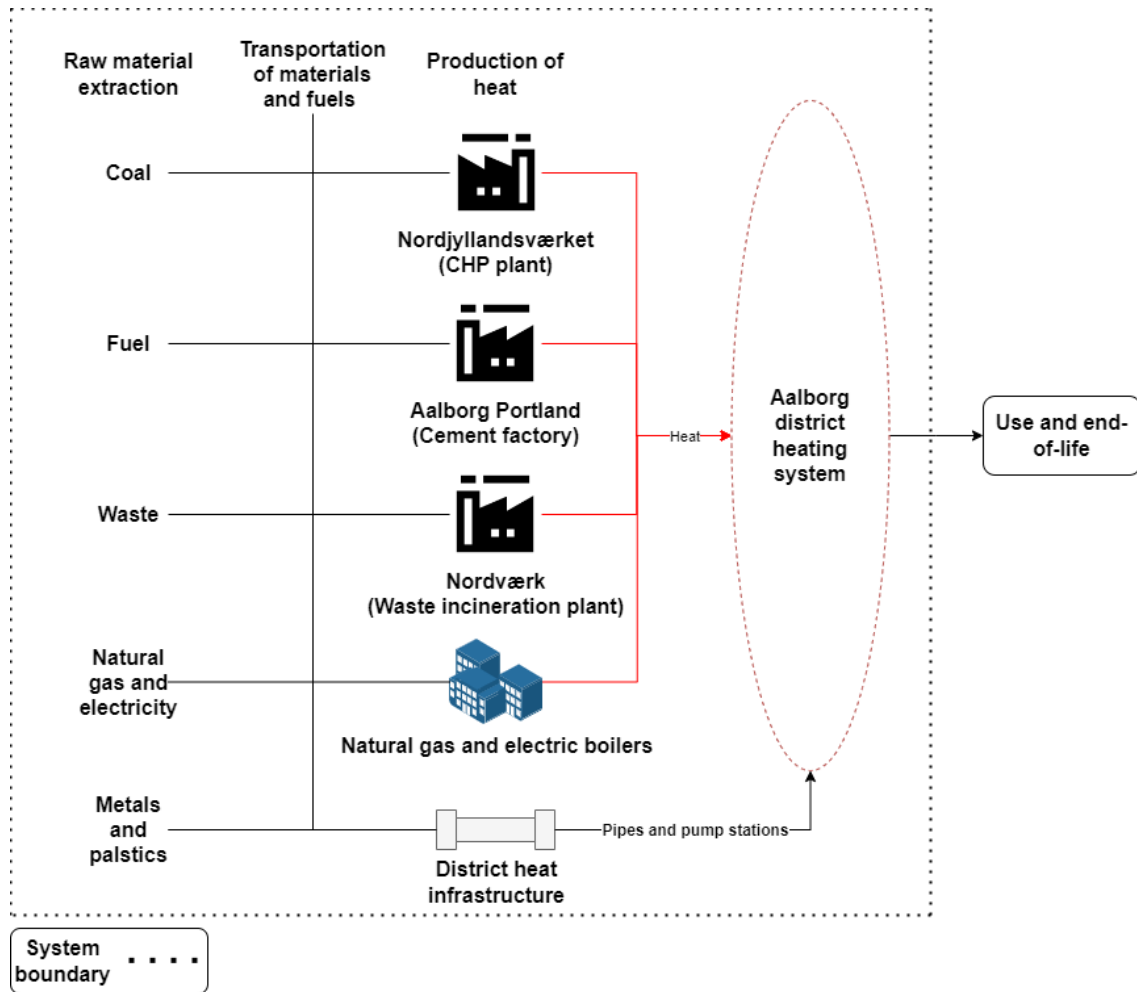 Raw material
extraction
Transportation
of materials
and fuels
Production of
heat
Coal
Nordjyllandsværket
(CHP plant)
Fuel
Aalborg Portland
(Cement factory)
Heat
Aalborg
district
heating
system
Use and end-
of-life
Waste
Nordværk
(Waste incineration plant)
Natural
gas and
electricity
Natural gas and electric boilers
Metals
and
palstics
Pipes and pump stations
District heat
infrastructure
System
boundary